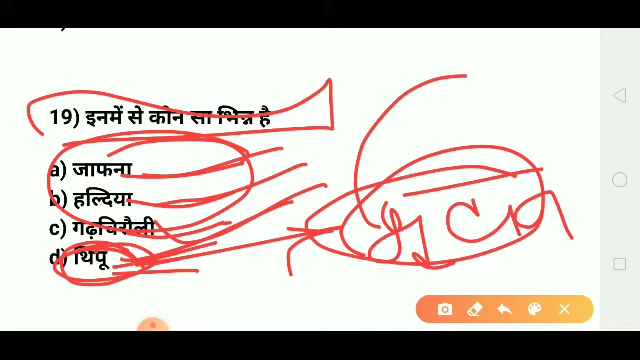 19) इनमें से कोन सा भिन्न है
a) जाफना
b) हल्दिया
c) गढ़चिरौली
d) थिपू